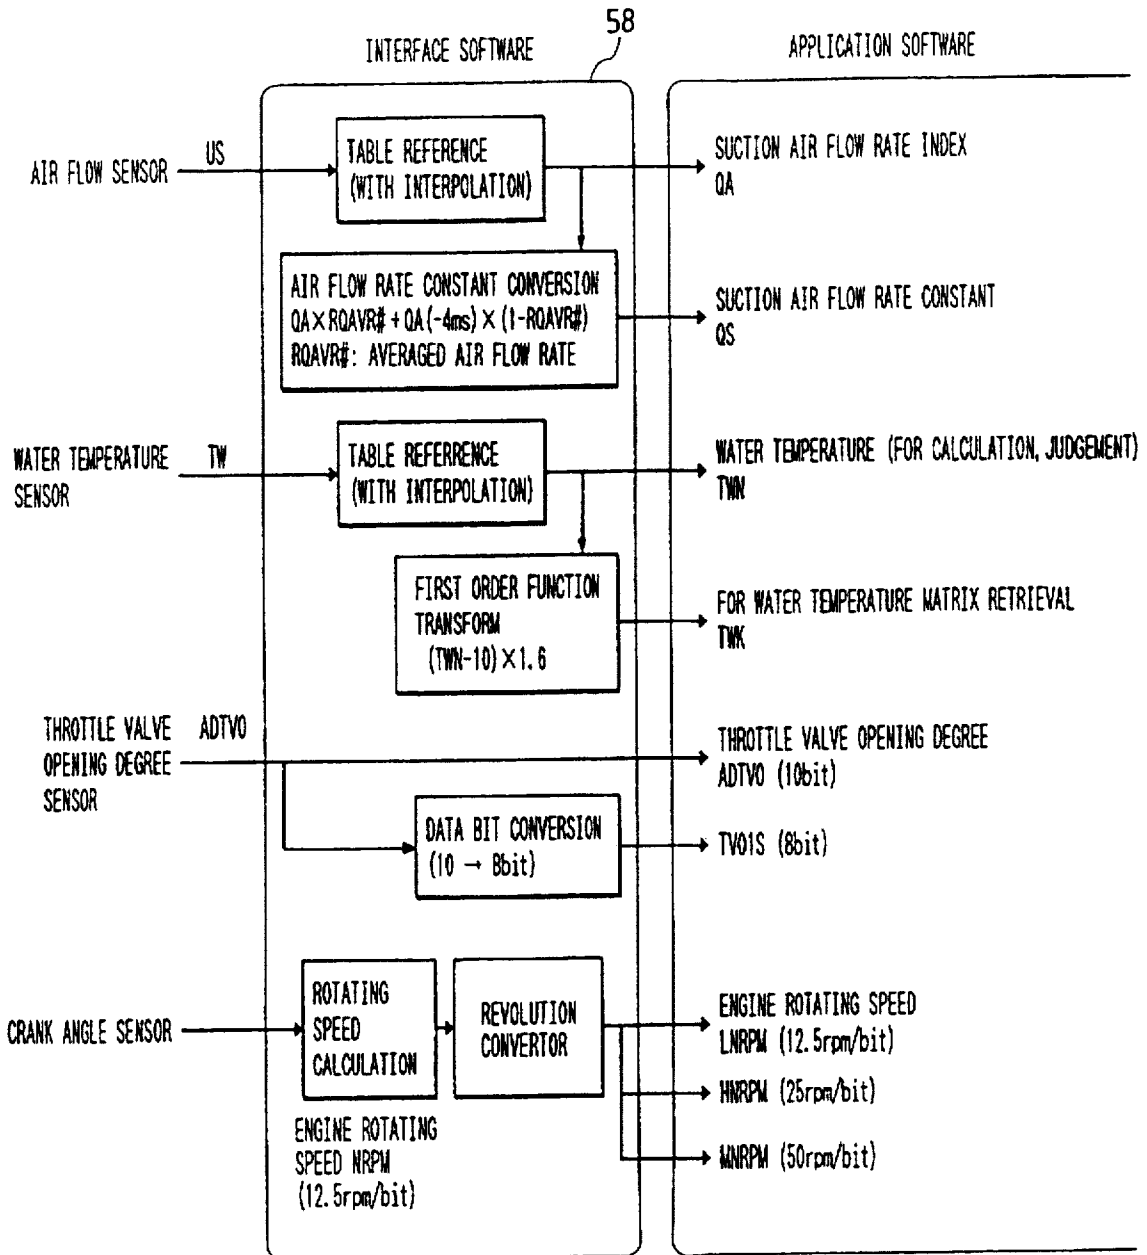 58
INTERFACE SOFTWARE
APPLICATION SOFTWARE
AIR FLOW SENSOR
US
TABLE REFERENCE
(WITH INTERPOLATION)
SUCTION AIR FLOW RATE INDEX
QA
AIR FLOW RATE CONSTANT CONVERSION
QA×RQAVR#+QA(-4ms)×(1-RQAVR#)
RQAVR#: AVERAGED AIR FLOW RATE
SUCTION AIR FLOW RATE CONSTANT
QS
WATER TEMPERATURE
SENSOR
TW
TABLE REFERRENCE
(WITH INTERPOLATION)
WATER TEMPERATURE (FOR CALCULATION, JUDGEMENT)
TWN
FIRST ORDER FUNCTION
TRANSFORM
(TWN-10)×1.6
FOR WATER TEMPERATURE MATRIX RETRIEVAL
TWK
THROTTLE VALVE
OPENING DEGREE
SENSOR
ADTVO
THROTTLE VALVE OPENING DEGREE
ADTVO (10bit)
DATA BIT CONVERSION
(10 → 8bit)
TVO1S (8bit)
CRANK ANGLE SENSOR
ROTATING
SPEED
CALCULATION
REVOLUTION
CONVERTOR
ENGINE ROTATING SPEED
LNRPM (12.5rpm/bit)
HNRPM (25rpm/bit)
MNRPM (50rpm/bit)
ENGINE ROTATING
SPEED NRPM
(12.5rpm/bit)